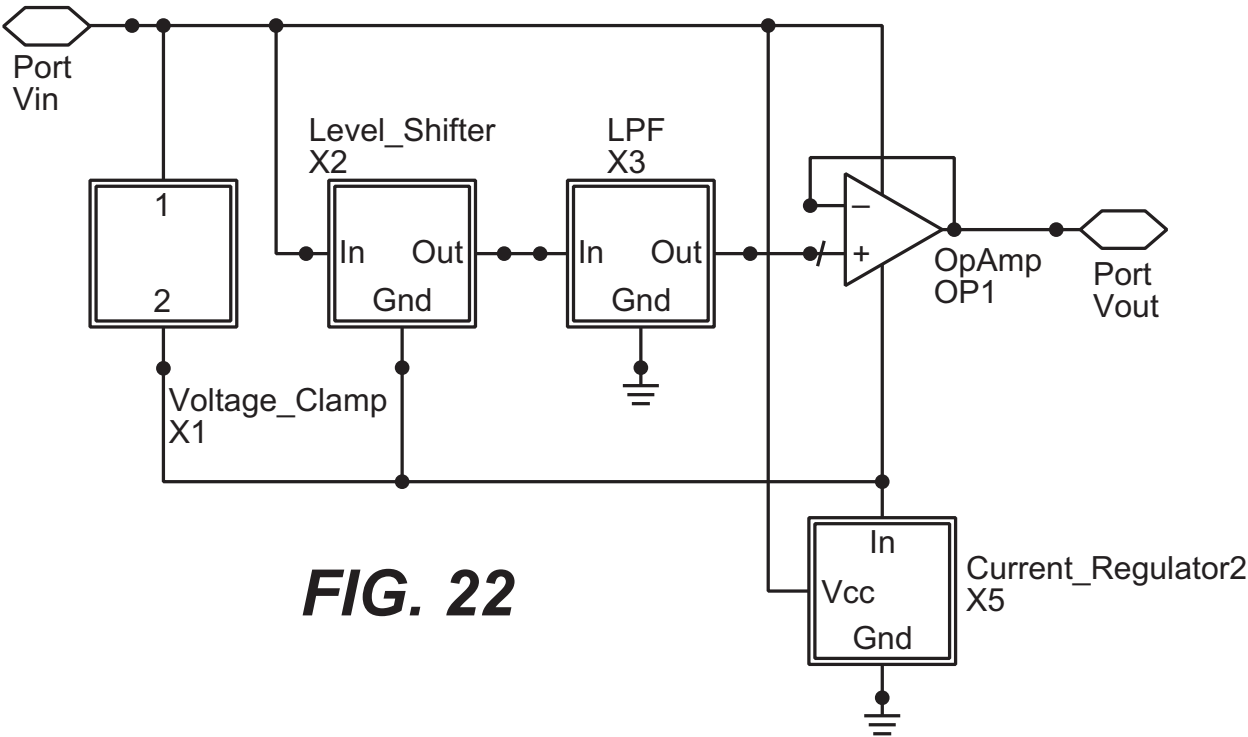 Port
Vin
Level_Shifter
X2
LPF
X3
1
2
In
Out
Gnd
In
Out
Gnd
−
+
OpAmp
OP1
Port
Vout
Voltage_Clamp
X1
In
Vcc
Gnd
Current_Regulator2
X5
FIG. 22